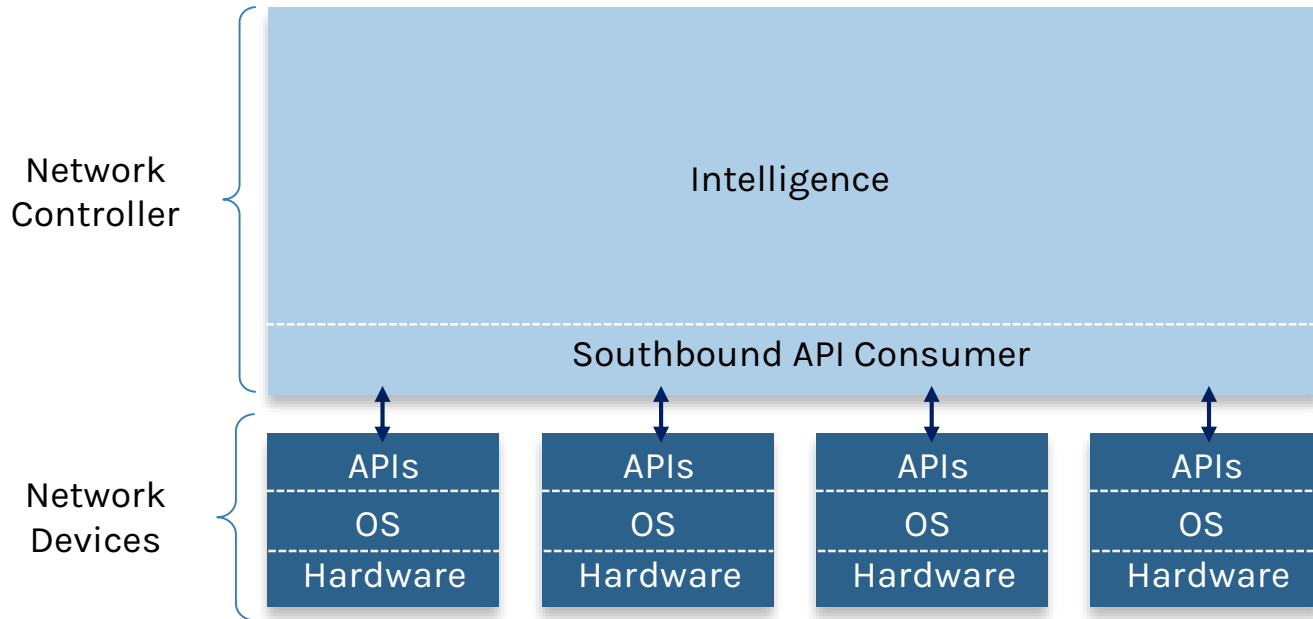 Network
Controller
Intelligence
Southbound API Consumer
Network
Devices
APIs
OS
Hardware
APIs
OS
Hardware
APIs
OS
Hardware
APIs
OS
Hardware